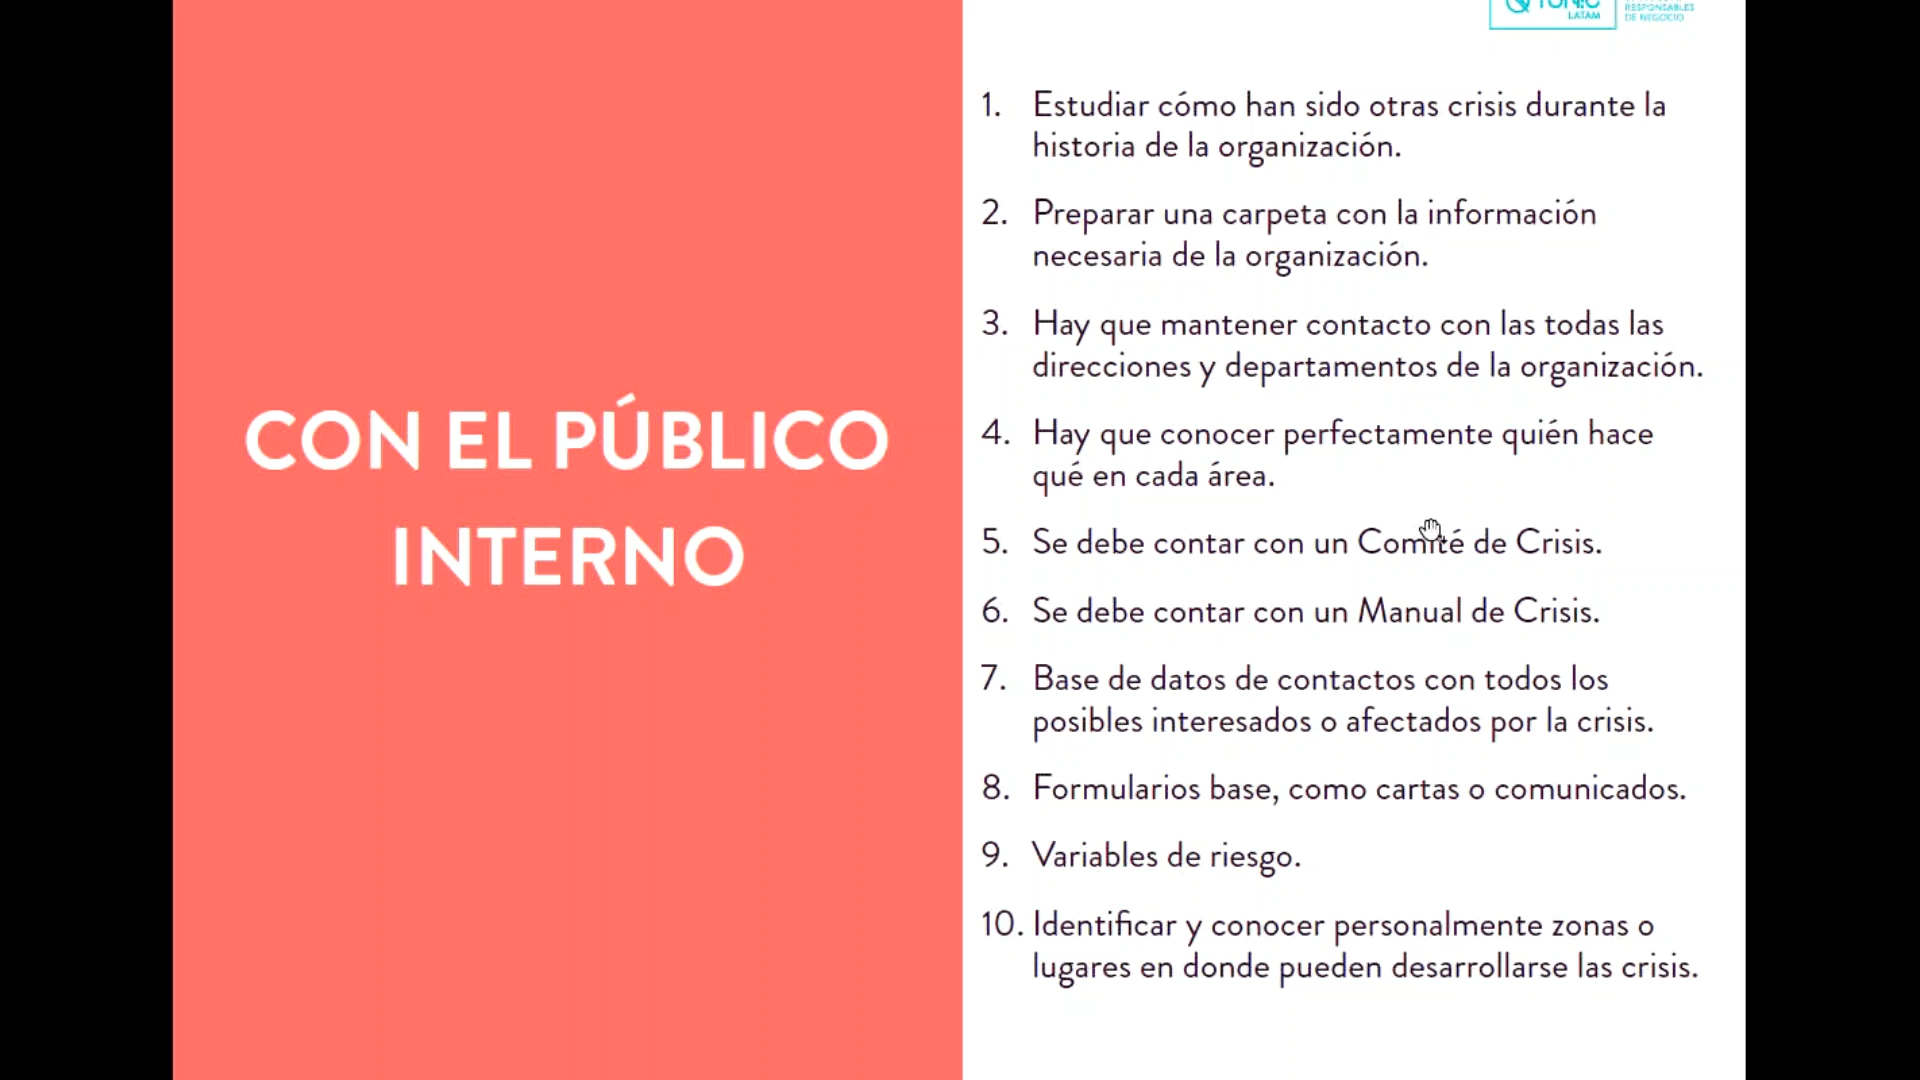 LATAM
RESPONSABLES
DE NEGOCIO
CON EL PÚBLICO
INTERNO
1. Estudiar cómo han sido otras crisis durante la
historia de la organización.
2. Preparar una carpeta con la información
necesaria de la organización.
3. Hay que mantener contacto con las todas las
direcciones y departamentos de la organización.
4. Hay que conocer perfectamente quién hace
qué en cada área.
5. Se debe contar con un Comité de Crisis.
6. Se debe contar con un Manual de Crisis.
7. Base de datos de contactos con todos los
posibles interesados o afectados por la crisis.
8. Formularios base, como cartas o comunicados.
9. Variables de riesgo.
10. Identificar y conocer personalmente zonas o
lugares en donde pueden desarrollarse las crisis.